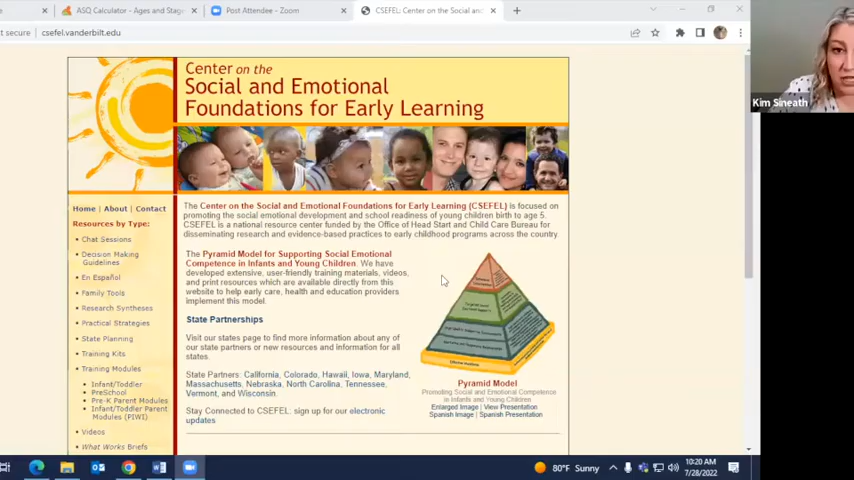 ASQ Calculator - Ages and Stag
Post Attendee - Zoom
CSEFEL: Center on the Social and
t secure
csefel.vanderbilt.edu
Kim Sineath
Center on the
Social and Emotional
Foundations for Early Learning
Home | About | Contact
Resources by Type:
Chat Sessions
Decision Making
Guidelines
en Español
Family Tools
Research Syntheses
Practical Strategies
State Planning
Training Kits
Training Modules
Infant/Toddler
PreSchool
Pre-K Parent Modules
Infant/Toddler Parent
Modules (PIWI)
Videos
What Works Briefs
The Center on the Social and Emotional Foundations for Early Learning (CSEFEL) is focused on
promoting the social emotional development and school readiness of young children birth to age 5.
CSEFEL is a national resource center funded by the Office of Head Start and Child Care Bureau for
disseminating research and evidence-based practices to early childhood programs across the country.
The Pyramid Model for Supporting Social Emotional
Competence in Infants and Young Children. We have
developed extensive, user-friendly training materials, videos,
and print resources which are available directly from this
website to help early care, health and education providers
implement this model.
State Partnerships
Visit our states page to find more information about any of
our state partners or new resources and information for all
states.
State Partners: California, Colorado, Hawaii, Iowa, Maryland,
Massachusetts, Nebraska, North Carolina, Tennessee,
Vermont, and Wisconsin.
Stay Connected to CSEFEL: sign up for our electronic
updates
Pyramid Model
Promoting Social and Emotional Competence
in Infants and Young Children
Enlarged Image | View Presentation
Spanish Image | Spanish Presentation
80°F Sunny
10:20 AM
7/28/2022